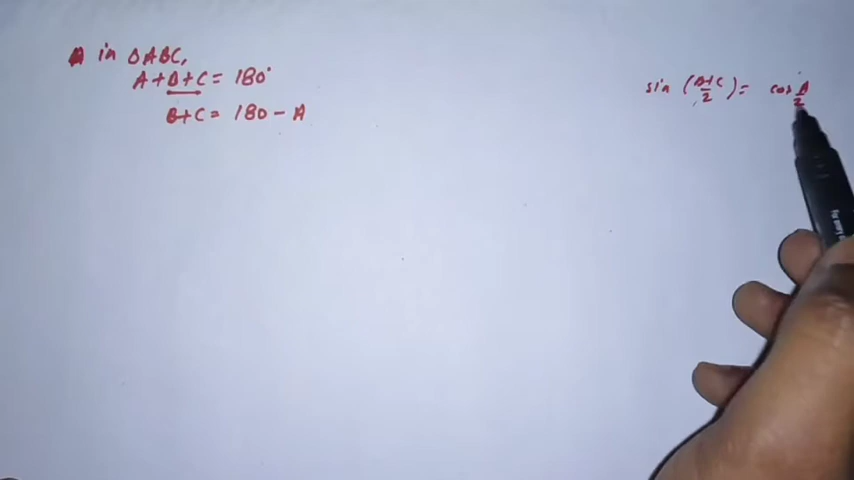 in ΔABC,
A+B+C = 180°
B+C = 180 - A
sin (B+C/2) = cos A/2